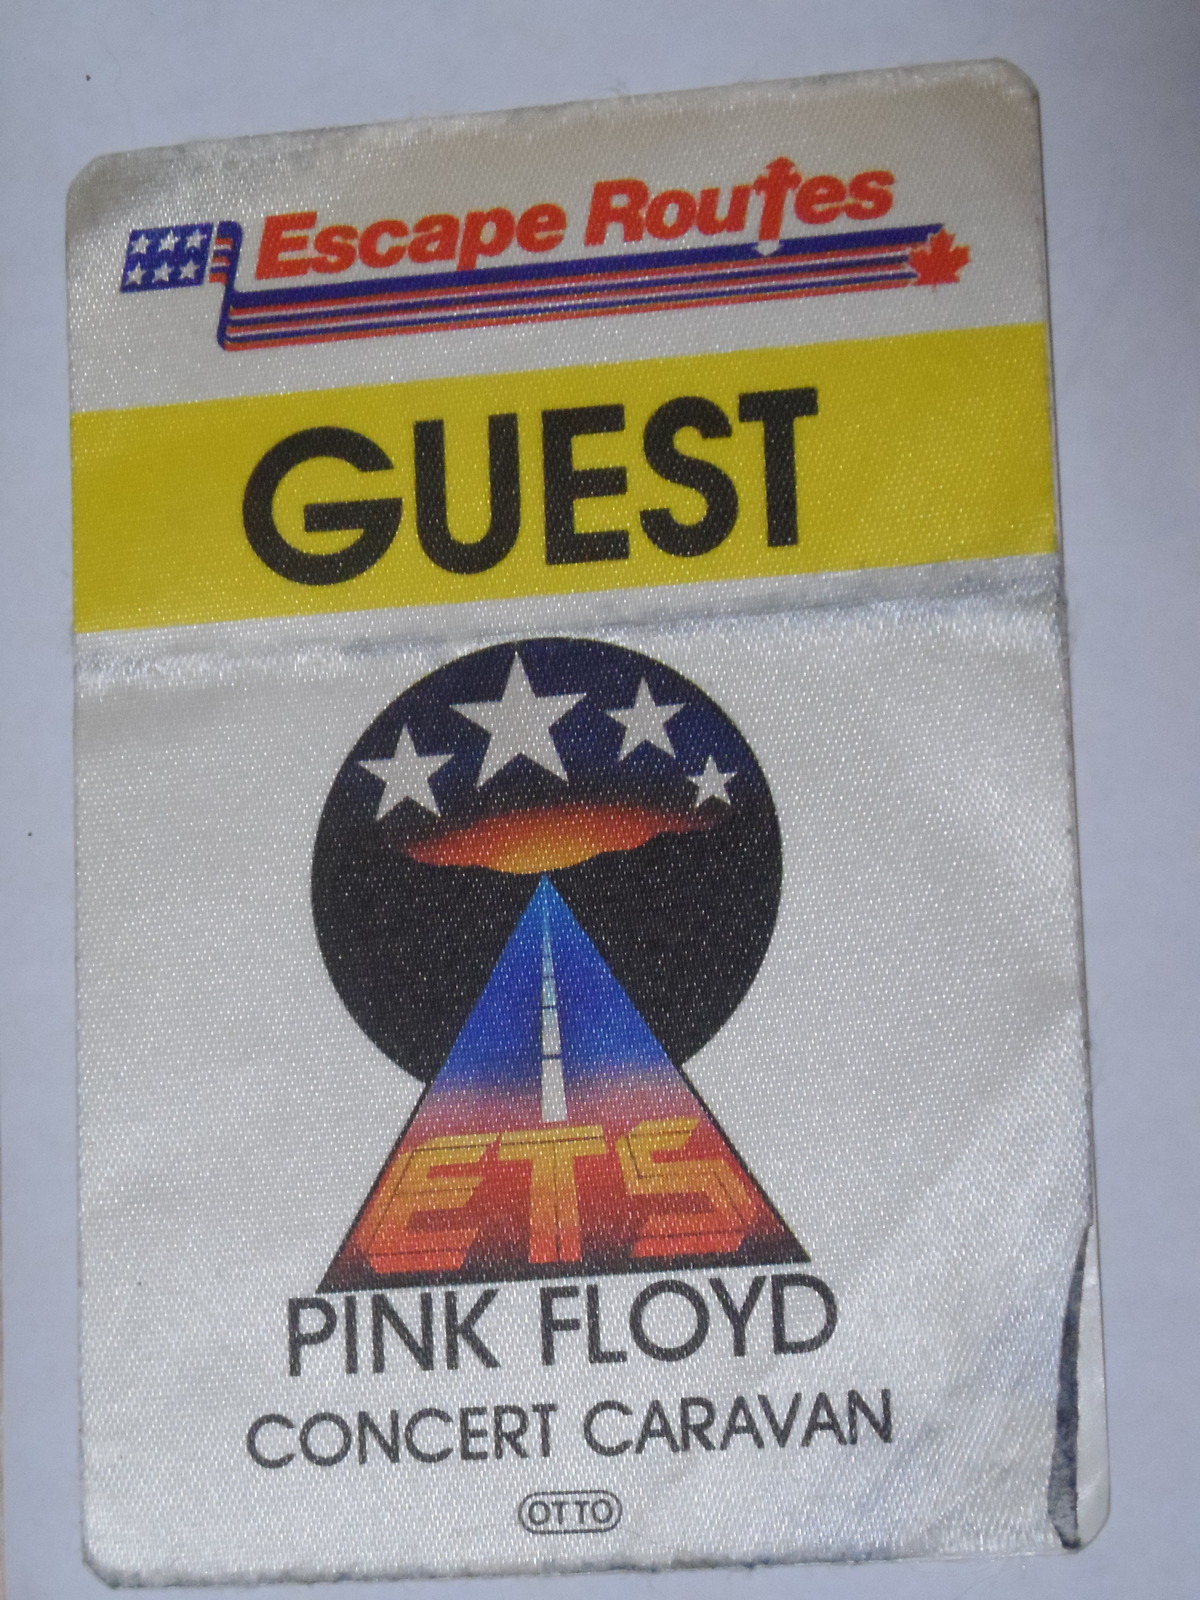 Escape Routes
GUEST
ETS
PINK FLOYD
CONCERT CARAVAN
OTTO